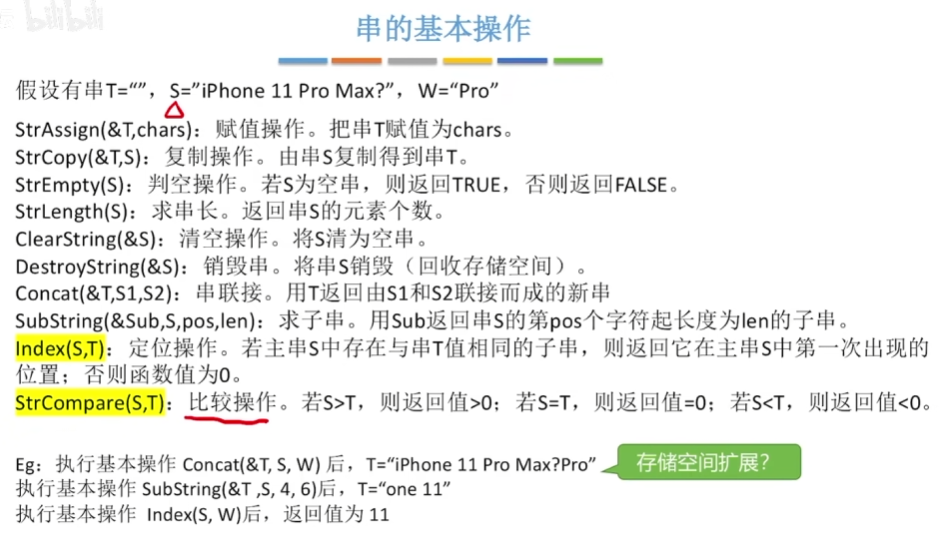 bilibili
串的基本操作
假设有串T=“”，S=”iPhone 11 Pro Max?”，W=“Pro”
StrAssign(&T,chars)：赋值操作。把串T赋值为chars。
StrCopy(&T,S)：复制操作。由串S复制得到串T。
StrEmpty(S)：判空操作。若S为空串，则返回TRUE，否则返回FALSE。
StrLength(S)：求串长。返回串S的元素个数。
ClearString(&S)：清空操作。将S清为空串。
DestroyString(&S)：销毁串。将串S销毁（回收存储空间）。
Concat(&T,S1,S2)：串联接。用T返回由S1和S2联接而成的新串
SubString(&Sub,S,pos,len)：求子串。用Sub返回串S的第pos个字符起长度为len的子串。
Index(S,T)：定位操作。若主串S中存在与串T值相同的子串，则返回它在主串S中第一次出现的
位置；否则函数值为0。
StrCompare(S,T)：比较操作。若S>T，则返回值>0；若S=T，则返回值=0；若S<T，则返回值<0。
Eg：执行基本操作 Concat(&T, S, W) 后，T=“iPhone 11 Pro Max?Pro”
存储空间扩展？
执行基本操作 SubString(&T ,S, 4, 6)后，T=“one 11”
执行基本操作 Index(S, W)后，返回值为 11